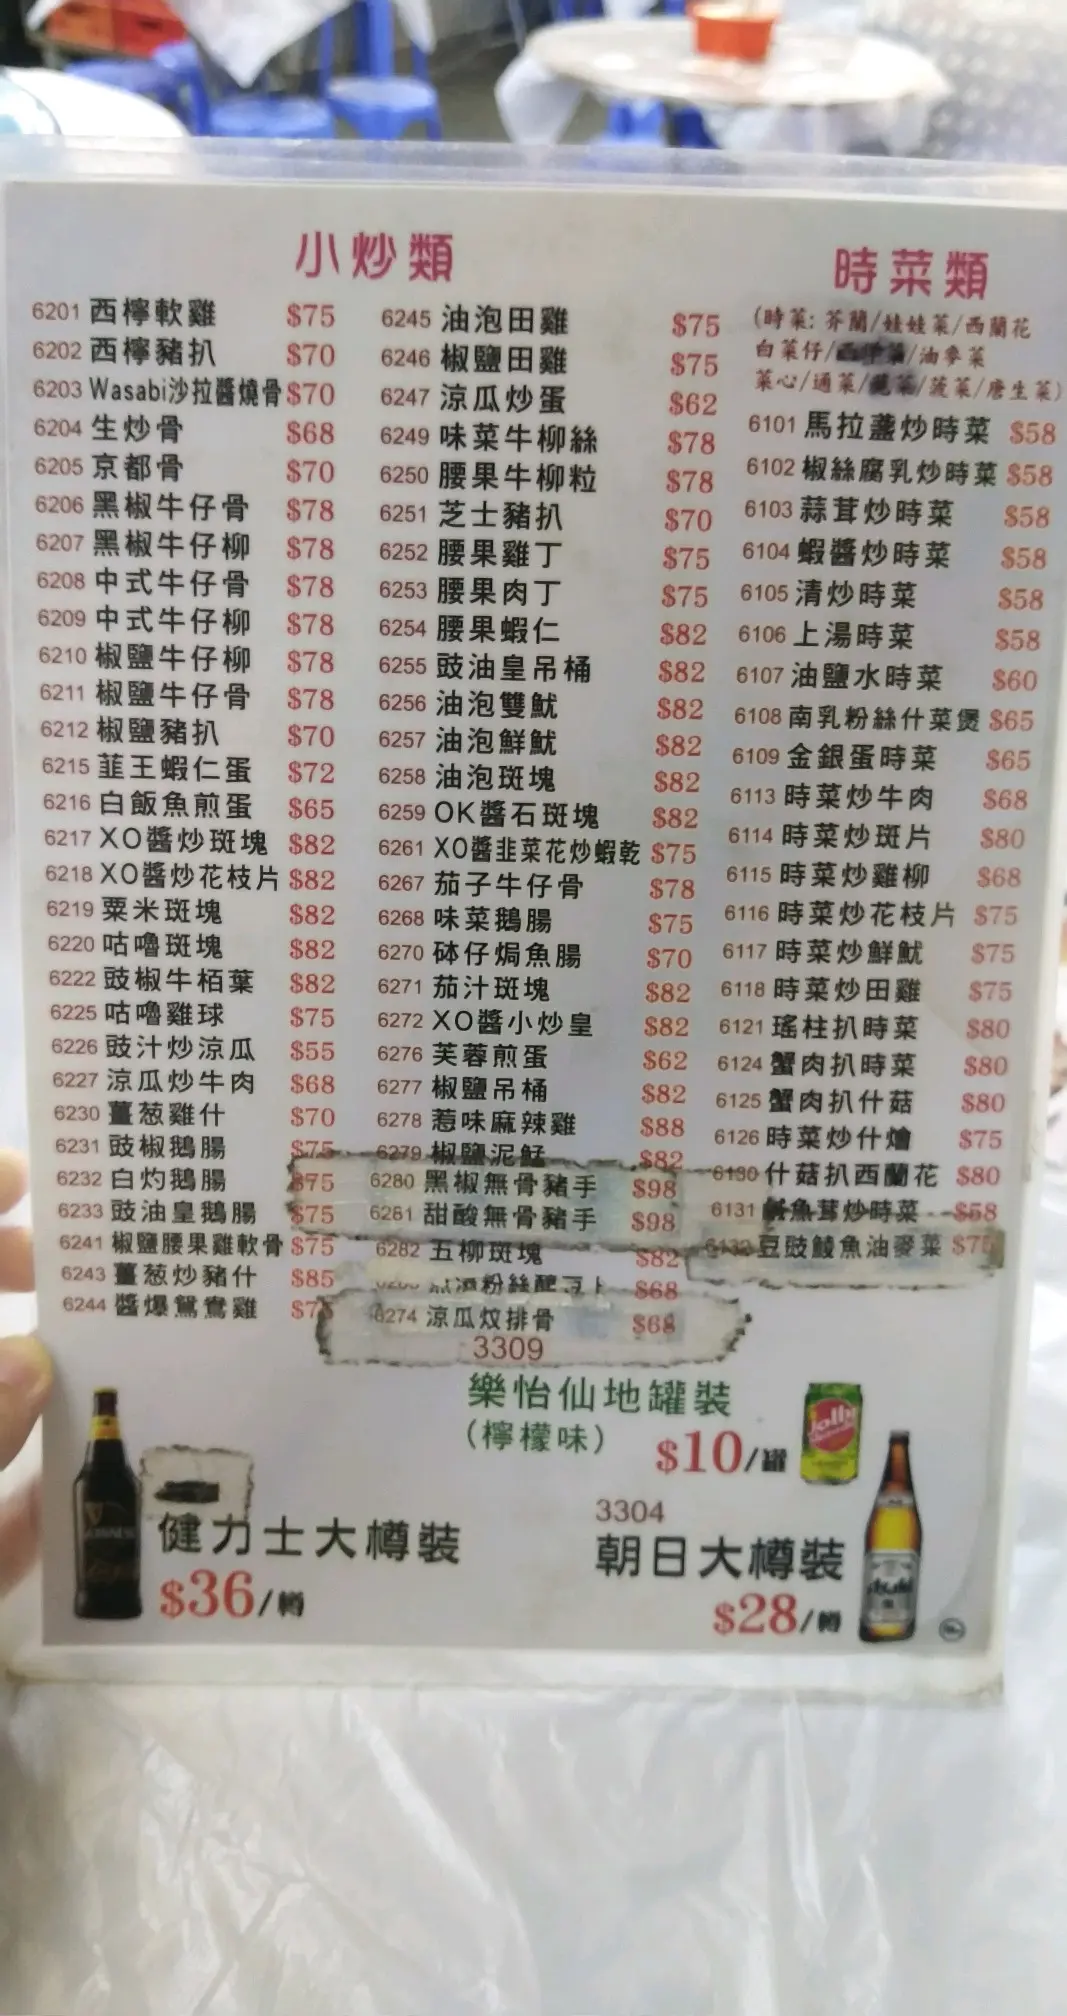 小炒類
6201 西檸軟雞 $75
6202 西檸豬扒 $70
6203 Wasabi沙拉醬燒骨 $70
6204 生炒骨 $68
6205 京都骨 $70
6206 黑椒牛仔骨 $78
6207 黑椒牛仔柳 $78
6208 中式牛仔骨 $78
6209 中式牛仔柳 $78
6210 椒鹽牛仔柳 $78
6211 椒鹽牛仔骨 $78
6212 椒鹽豬扒 $70
6215 韮王蝦仁蛋 $72
6216 白飯魚煎蛋 $65
6217 XO醬炒斑塊 $82
6218 XO醬炒花枝片 $82
6219 粟米斑塊 $82
6220 咕嚕斑塊 $82
6222 豉椒牛栢葉 $82
6225 咕嚕雞球 $75
6226 豉汁炒涼瓜 $55
6227 涼瓜炒牛肉 $68
6230 薑葱雞什 $70
6231 豉椒鵝腸 $75
6232 白灼鵝腸 $75
6233 豉油皇鵝腸 $75
6241 椒鹽腰果雞軟骨 $75
6243 薑葱炒豬什 $85
6244 醬爆鴛鴦雞
6245 油泡田雞 $75
6246 椒鹽田雞 $75
6247 涼瓜炒蛋 $62
6249 味菜牛柳絲 $78
6250 腰果牛柳粒 $78
6251 芝士豬扒 $70
6252 腰果雞丁 $75
6253 腰果肉丁 $75
6254 腰果蝦仁 $82
6255 豉油皇吊桶 $82
6256 油泡雙魷 $82
6257 油泡鮮魷 $82
6258 油泡斑塊 $82
6259 OK醬石斑塊 $82
6261 XO醬韭菜花炒蝦乾 $75
6267 茄子牛仔骨 $78
6268 味菜鵝腸 $75
6270 砵仔焗魚腸 $70
6271 茄汁斑塊 $82
6272 XO醬小炒皇 $82
6276 芙蓉煎蛋 $62
6277 椒鹽吊桶 $82
6278 惹味麻辣雞 $88
6279 椒鹽泥鯭 $82
6280 黑椒無骨豬手 $98
6281 甜酸無骨豬手 $98
6282 五柳斑塊 $82
粉絲 $68
6274 涼瓜炆排骨 $68
時菜類
(時菜: 芥蘭/娃娃菜/西蘭花
白菜仔/ /油麥菜
菜心/通菜/ /菠菜/唐生菜)
6101 馬拉盞炒時菜 $58
6102 椒絲腐乳炒時菜 $58
6103 蒜茸炒時菜 $58
6104 蝦醬炒時菜 $58
6105 清炒時菜 $58
6106 上湯時菜 $58
6107 油鹽水時菜 $60
6108 南乳粉絲什菜煲 $65
6109 金銀蛋時菜 $65
6113 時菜炒牛肉 $68
6114 時菜炒斑片 $80
6115 時菜炒雞柳 $68
6116 時菜炒花枝片 $75
6117 時菜炒鮮魷 $75
6118 時菜炒田雞 $75
6121 瑤柱扒時菜 $80
6124 蟹肉扒時菜 $80
6125 蟹肉扒什菇 $80
6126 時菜炒什燴 $75
6130 什菇扒西蘭花 $80
6131 鹹魚茸炒時菜 $58
6132 豆豉鯪魚油麥菜 $75
3309
樂怡仙地罐裝
(檸檬味)
$10/罐
Jolly
健力士大樽裝
$36/樽
GUINNESS
3304
朝日大樽裝
$28/樽
Asahi